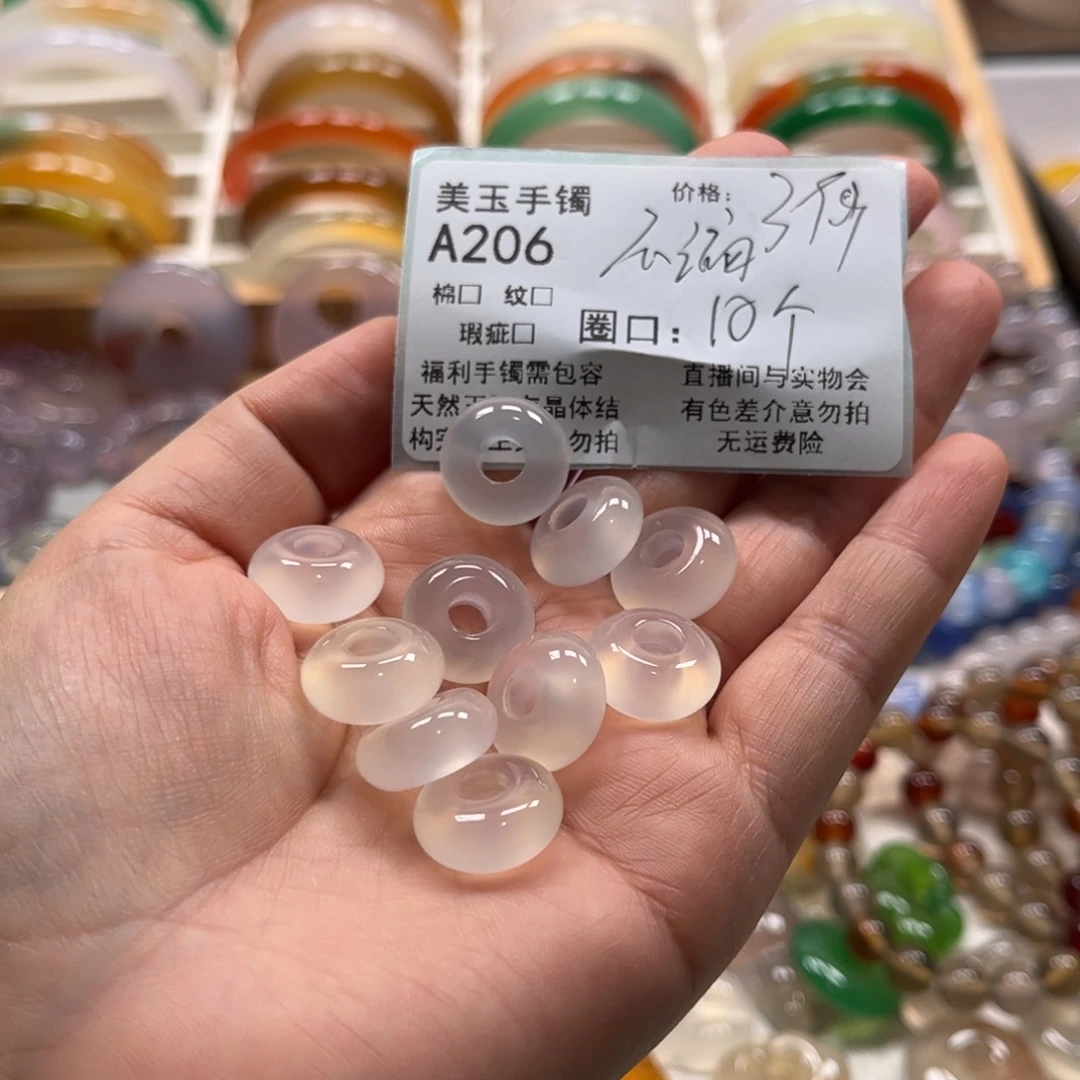 美玉手镯 价格：
A206
棉□ 纹□
瑕疵□ 圈口：10个
福利手镯需包容 直播间与实物会
天然 晶体结 有色差介意勿拍
构 勿拍 无运费险